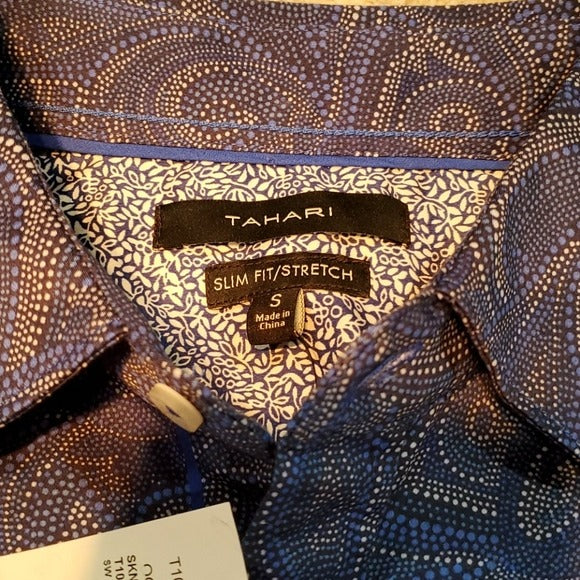 TAHARI
SLIM FIT/STRETCH
S
Made in
China